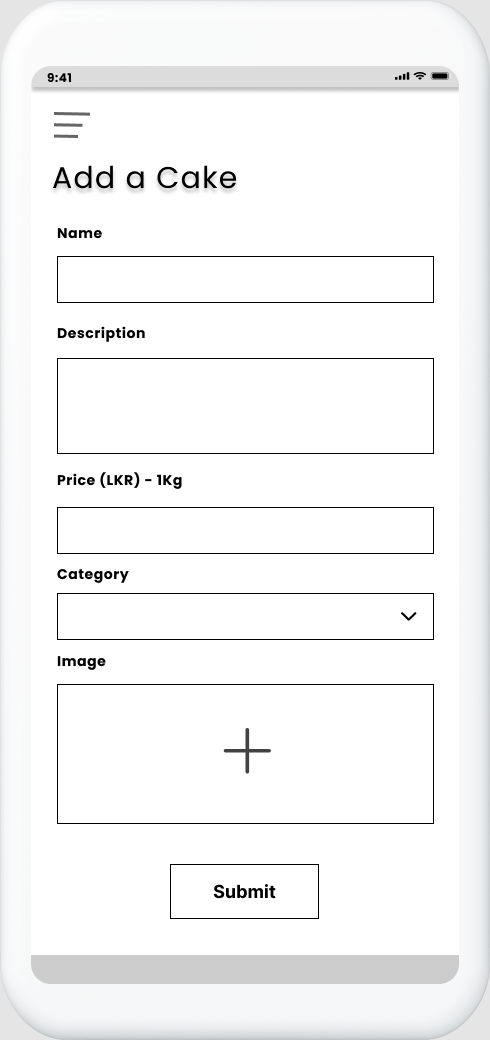 9:41
Add a Cake
Name
Description
Price (LKR) - 1Kg
Category
Image
Submit